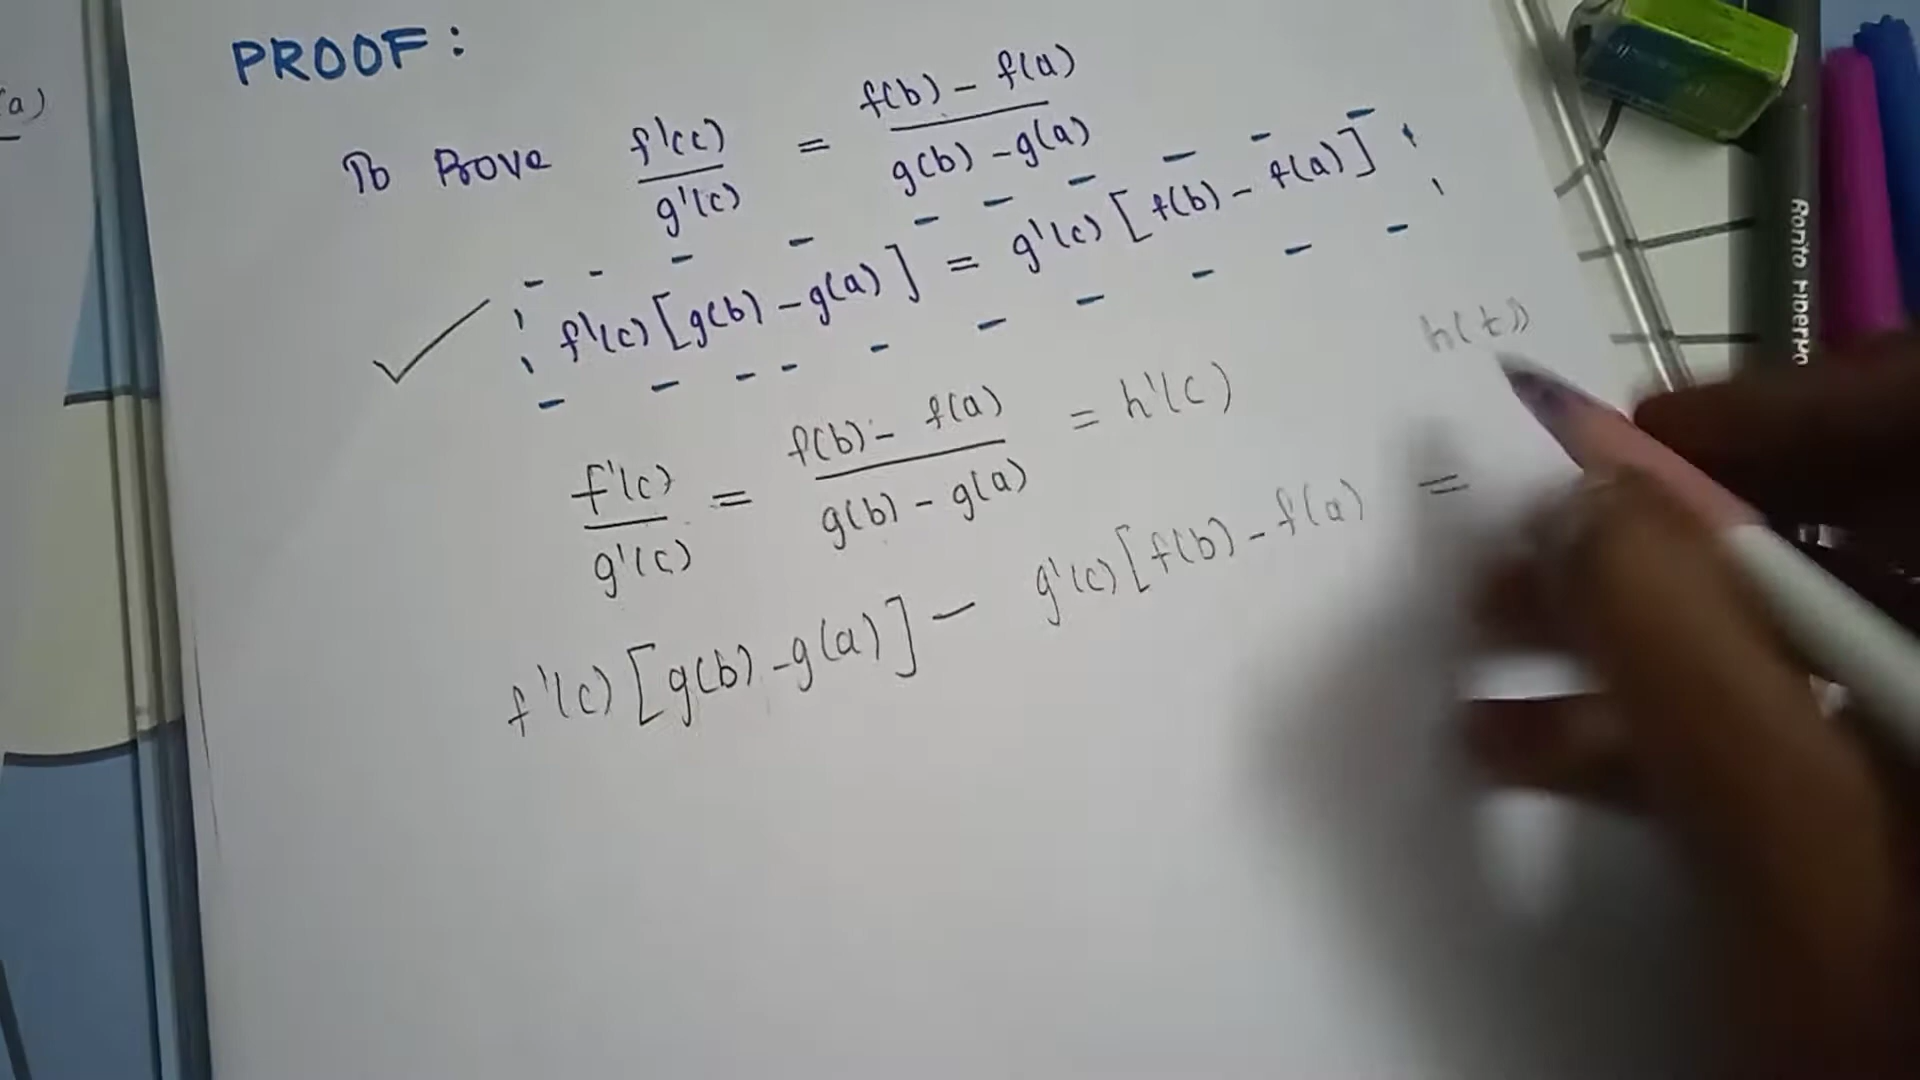 (a)
PROOF:
To Prove f'(c)/g'(c) = f(b) - f(a)/g(b) - g(a)
f'(c) [g(b) - g(a)] = g'(c) [f(b) - f(a)]
h(t))
f'(c)/g'(c) = f(b) - f(a)/g(b) - g(a) = h'(c)
f'(c) [g(b) - g(a)] - g'(c) [f(b) - f(a) =